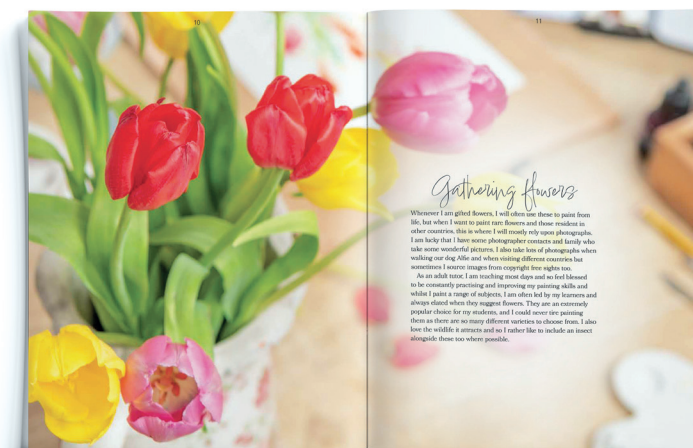 10
11
Gathering flowers
Whenever I am gifted flowers, I will often use these to paint from
life, but when I want to paint rare flowers and those resident in
other countries, this is where I will mostly rely upon photographs.
I am lucky that I have some photographer contacts and family who
take some wonderful pictures. I also take lots of photographs when
walking our dog Alfie and when visiting different countries but
sometimes I source images from copyright free sights too.
As an adult tutor, I am teaching most days and so feel blessed
to be constantly practising and improving my painting skills and
whilst I paint a range of subjects, I am often led by my learners and
always elated when they suggest flowers. They are an extremely
popular choice for my students, and I could never tire painting
them as there are so many different varieties to choose from. I also
love the wildlife it attracts and so I rather like to include an insect
alongside these too where possible.